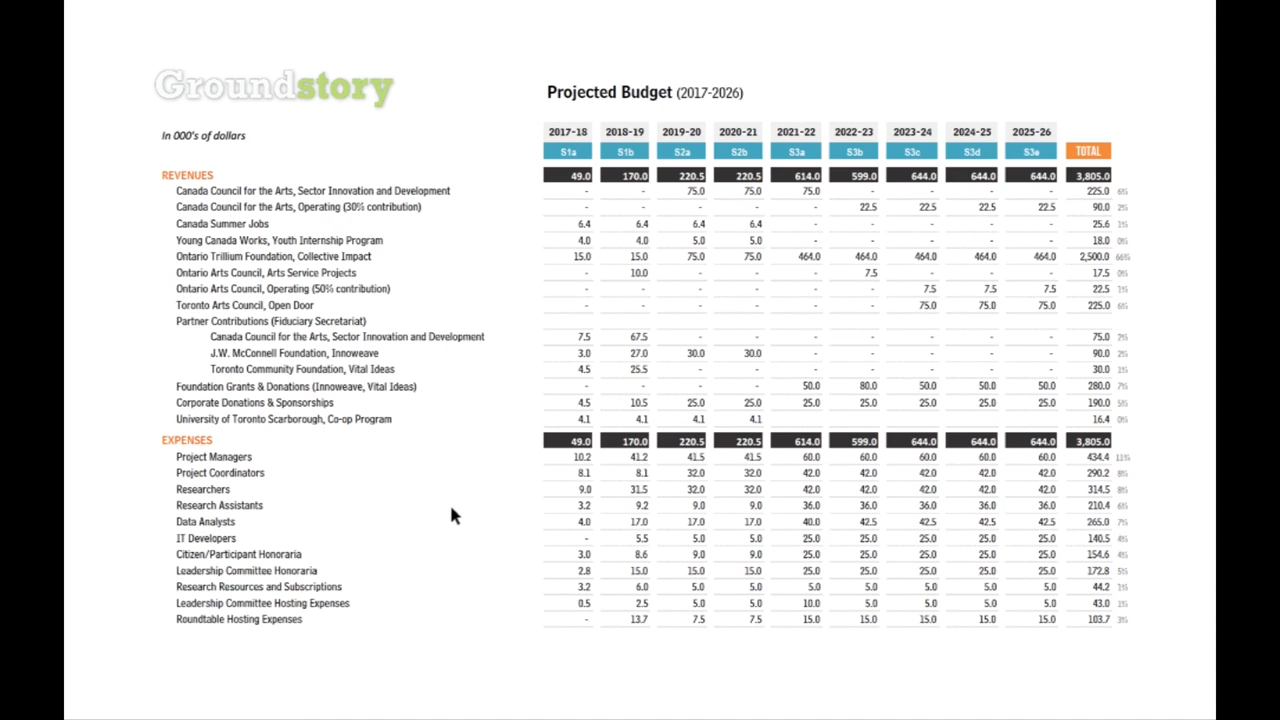 Groundstory
Projected Budget (2017-2026)
in 000's of dollars
2017-18 2018-19 2019-20 2020-21 2021-22 2022-23 2023-24 2024-25 2025-26
S1a S1b S2a S2b S3a S3b S3c S3d S3e TOTAL
REVENUES 49.0 170.0 220.5 220.5 614.0 599.0 644.0 644.0 644.0 3,805.0
Canada Council for the Arts, Sector Innovation and Development - - 75.0 75.0 75.0 - - - - 225.0 6%
Canada Council for the Arts, Operating (30% contribution) - - - - - 22.5 22.5 22.5 22.5 90.0 2%
Canada Summer Jobs 6.4 6.4 6.4 6.4 - - - - - 25.6 1%
Young Canada Works, Youth Internship Program 4.0 4.0 5.0 5.0 - - - - - 18.0 0%
Ontario Trillium Foundation, Collective Impact 15.0 15.0 75.0 75.0 464.0 464.0 464.0 464.0 464.0 2,500.0 66%
Ontario Arts Council, Arts Service Projects - 10.0 - - - 7.5 - - - 17.5 0%
Ontario Arts Council, Operating (50% contribution) - - - - - - 7.5 7.5 7.5 22.5 1%
Toronto Arts Council, Open Door - - - - - - 75.0 75.0 75.0 225.0 6%
Partner Contributions (Fiduciary Secretariat)
Canada Council for the Arts, Sector Innovation and Development 7.5 67.5 - - - - - - - 75.0 2%
J.W. McConnell Foundation, Innoweave 3.0 27.0 30.0 30.0 - - - - - 90.0 2%
Toronto Community Foundation, Vital Ideas 4.5 25.5 - - - - - - - 30.0 1%
Foundation Grants & Donations (Innoweave, Vital Ideas) - - - - 50.0 80.0 50.0 50.0 50.0 280.0 7%
Corporate Donations & Sponsorships 4.5 10.5 25.0 25.0 25.0 25.0 25.0 25.0 25.0 190.0 5%
University of Toronto Scarborough, Co-op Program 4.1 4.1 4.1 4.1 - - - - - 16.4 0%
EXPENSES 49.0 170.0 220.5 220.5 614.0 599.0 644.0 644.0 644.0 3,805.0
Project Managers 10.2 41.2 41.5 41.5 60.0 60.0 60.0 60.0 60.0 434.4 11%
Project Coordinators 8.1 8.1 32.0 32.0 42.0 42.0 42.0 42.0 42.0 290.2 8%
Researchers 9.0 31.5 32.0 32.0 42.0 42.0 42.0 42.0 42.0 314.5 8%
Research Assistants 3.2 9.2 9.0 9.0 36.0 36.0 36.0 36.0 36.0 210.4 6%
Data Analysts 4.0 17.0 17.0 17.0 40.0 42.5 42.5 42.5 42.5 265.0 7%
IT Developers - 5.5 5.0 5.0 25.0 25.0 25.0 25.0 25.0 140.5 4%
Citizen/Participant Honoraria 3.0 8.6 9.0 9.0 25.0 25.0 25.0 25.0 25.0 154.6 4%
Leadership Committee Honoraria 2.8 15.0 15.0 15.0 25.0 25.0 25.0 25.0 25.0 172.8 5%
Research Resources and Subscriptions 3.2 6.0 5.0 5.0 5.0 5.0 5.0 5.0 5.0 44.2 1%
Leadership Committee Hosting Expenses 0.5 2.5 5.0 5.0 10.0 5.0 5.0 5.0 5.0 43.0 1%
Roundtable Hosting Expenses - 13.7 7.5 7.5 15.0 15.0 15.0 15.0 15.0 103.7 3%